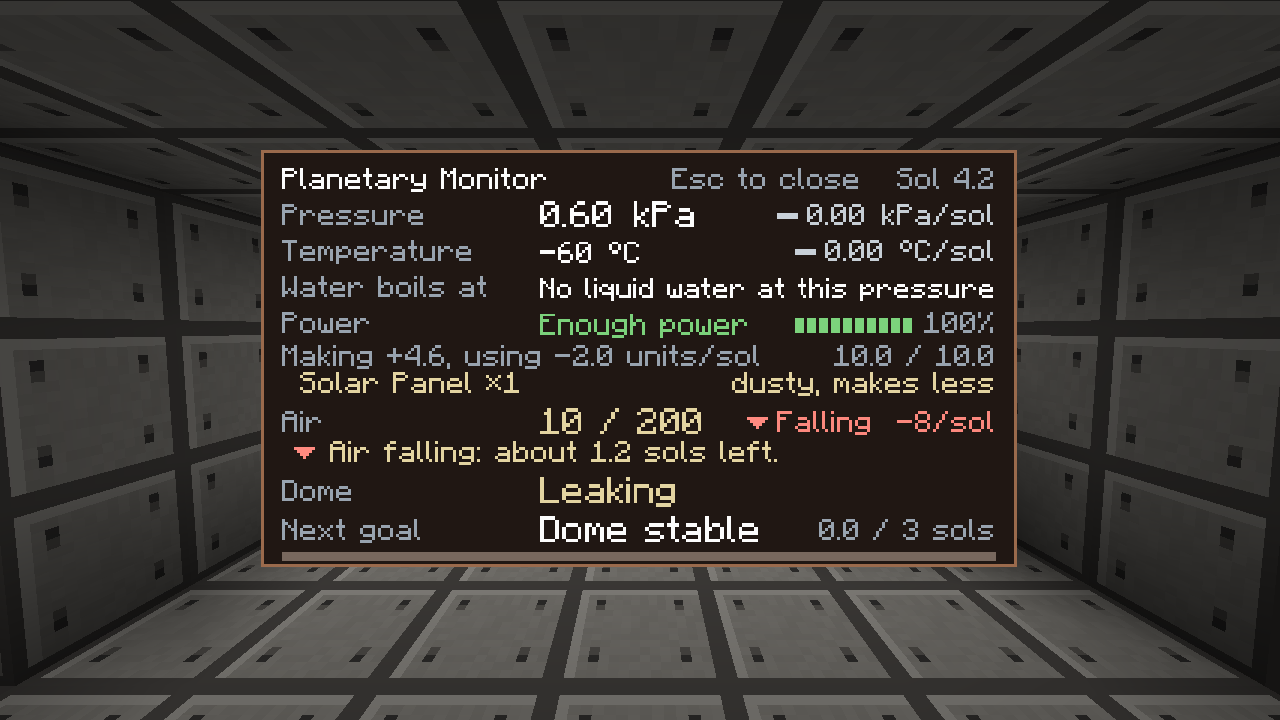 Planetary Monitor Esc to close Sol 4.2
Pressure 0.60 kPa 0.00 kPa/sol
Temperature -60 °C 0.00 °C/sol
Water boils at No liquid water at this pressure
Power Enough power 100%
Making +4.6, using -2.0 units/sol 10.0 / 10.0
Solar Panel ×1 dusty, makes less
Air 10 / 200 Falling -8/sol
Air falling: about 1.2 sols left.
Dome Leaking
Next goal Dome stable 0.0 / 3 sols